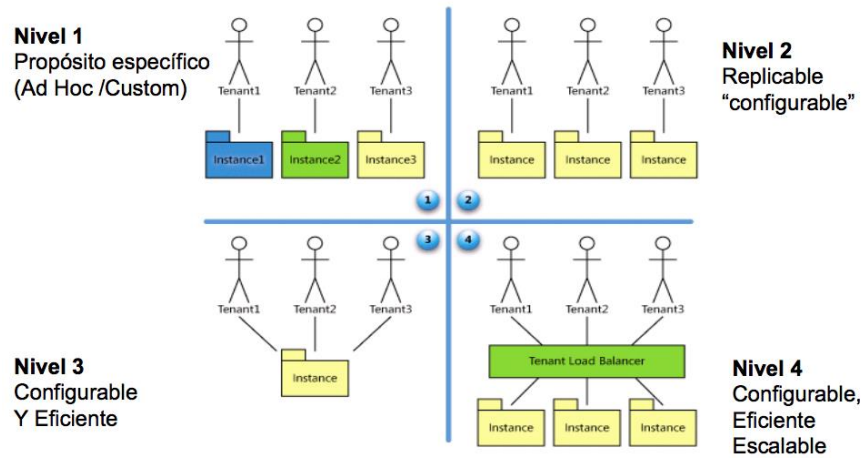 Nivel 1
Propósito específico
(Ad Hoc /Custom)
Tenant1 Tenant2 Tenant3
Instance1 Instance2 Instance3
1
Nivel 2
Replicable
“configurable”
Tenant1 Tenant2 Tenant3
Instance Instance Instance
2
Nivel 3
Configurable
Y Eficiente
3
Tenant1 Tenant2 Tenant3
Instance
Nivel 4
Configurable,
Eficiente
Escalable
4
Tenant1 Tenant2 Tenant3
Tenant Load Balancer
Instance Instance Instance